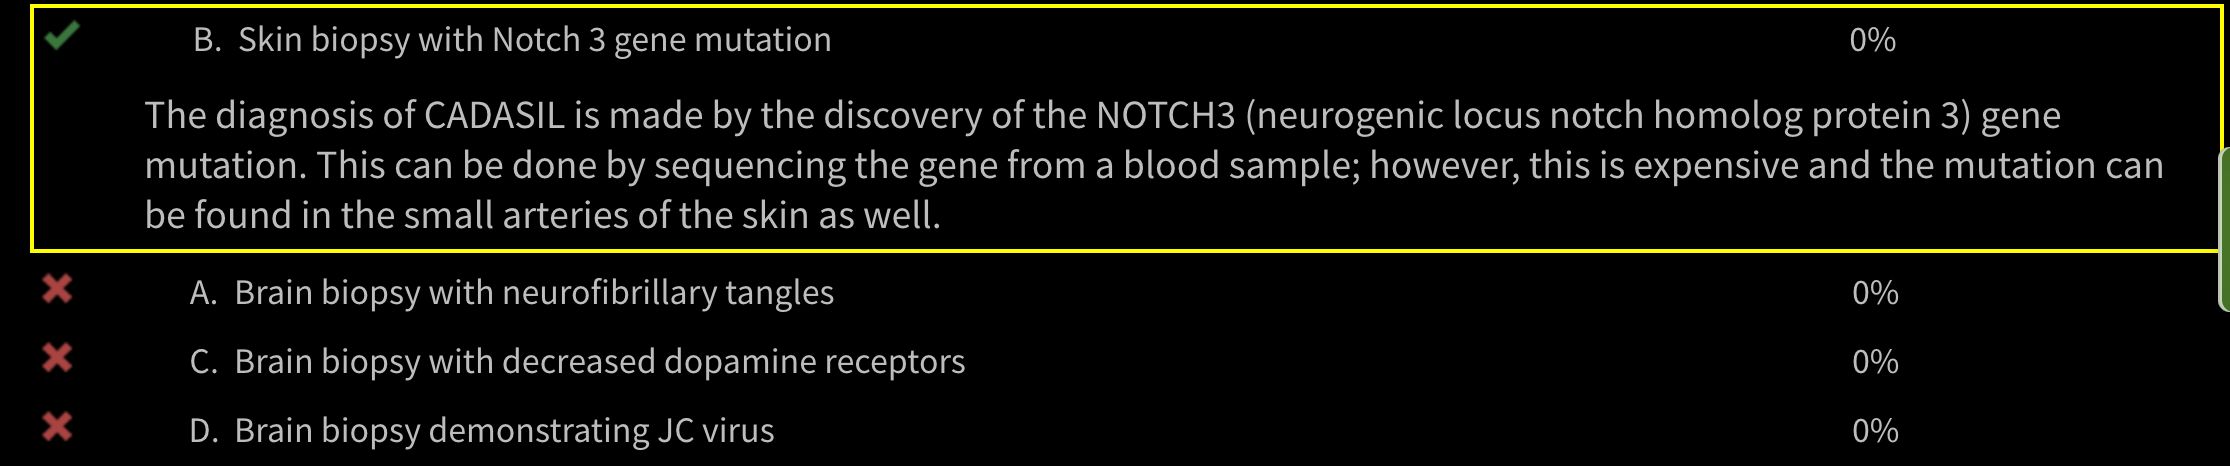 B. Skin biopsy with Notch 3 gene mutation 0%
The diagnosis of CADASIL is made by the discovery of the NOTCH3 (neurogenic locus notch homolog protein 3) gene
mutation. This can be done by sequencing the gene from a blood sample; however, this is expensive and the mutation can
be found in the small arteries of the skin as well.
A. Brain biopsy with neurofibrillary tangles 0%
C. Brain biopsy with decreased dopamine receptors 0%
D. Brain biopsy demonstrating JC virus 0%